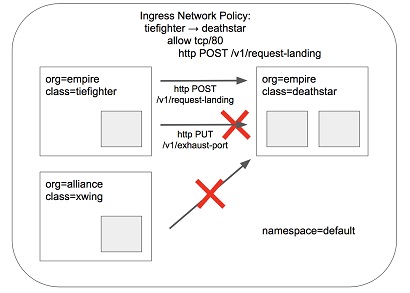 Ingress Network Policy:
tiefighter → deathstar
allow tcp/80
http POST /v1/request-landing
org=empire
class=tiefighter
http POST
/v1/request-landing
http PUT
/v1/exhaust-port
org=empire
class=deathstar
org=alliance
class=xwing
namespace=default